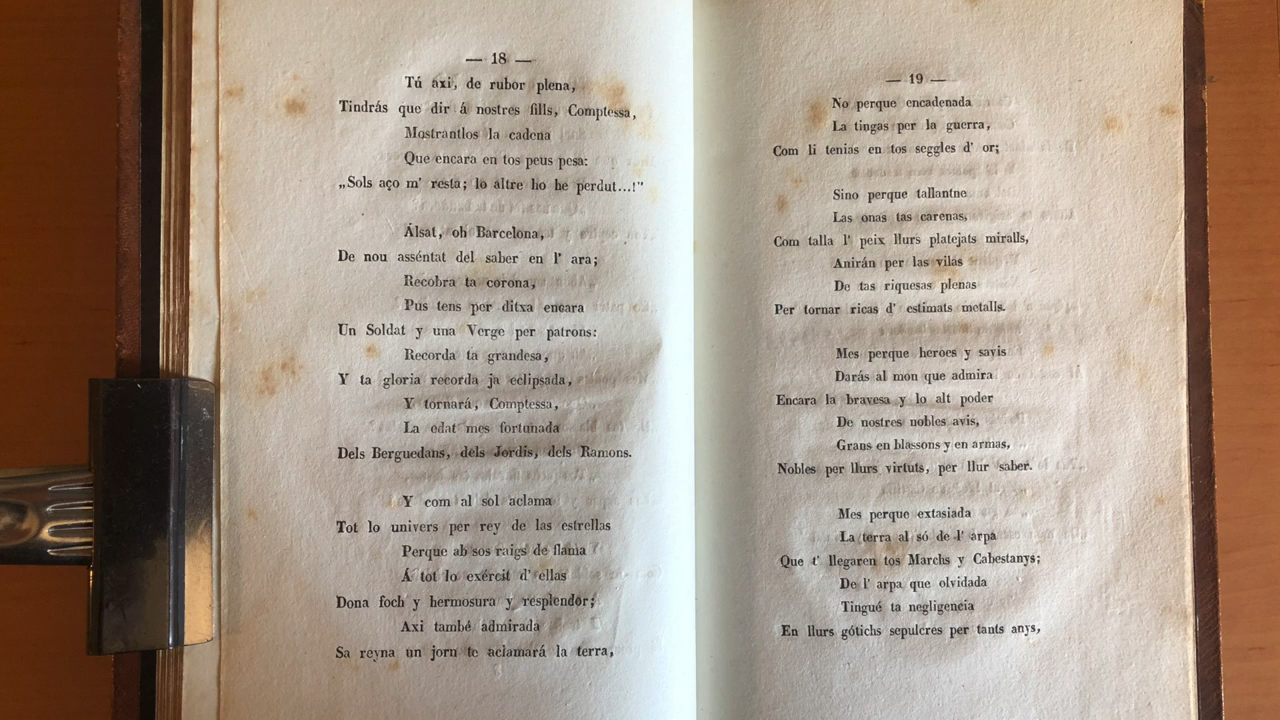 — 18 —
Tú axi, de rubor plena,
Tindrás que dir á nostres fills, Comptessa,
Mostrantlos la cadena
Que encara en tos peus pesa:
„Sols aço m' resta; lo altre ho he perdut...!"
Álsat, oh Barcelona,
De nou asséntat del saber en l' ara;
Recobra ta corona,
Pus tens per ditxa encara
Un Soldat y una Verge per patrons:
Recorda ta grandesa,
Y ta gloria recorda ja eclipsada,
Y tornará, Comptessa,
La edat mes fortunada
Dels Berguedans, dels Jordis, dels Ramons.
Y com al sol aclama
Tot lo univers per rey de las estrellas
Perque ab sos raigs de flama
Á tot lo exércit d' ellas
Dona foch y hermosura y resplendor;
Axi també admirada
Sa reyna un jorn te aclamará la terra,
— 19 —
No perque encadenada
La tingas per la guerra,
Com li tenias en tos seggles d' or;
Sino perque tallantne
Las onas tas carenas,
Com talla l' peix llurs platejats miralls,
Anirán per las vilas
De tas riquesas plenas
Per tornar ricas d' estimats metalls.
Mes perque heroes y savis
Darás al mon que admira
Encara la bravesa y lo alt poder
De nostres nobles avis,
Grans en blassons y en armas,
Nobles per llurs virtuts, per llur saber.
Mes perque extasiada
La terra al só de l' arpa
Que t' llegaren tos Marchs y Cabestanys;
De l' arpa que olvidada
Tingué ta negligencia
En llurs gótichs sepulcres per tants anys,